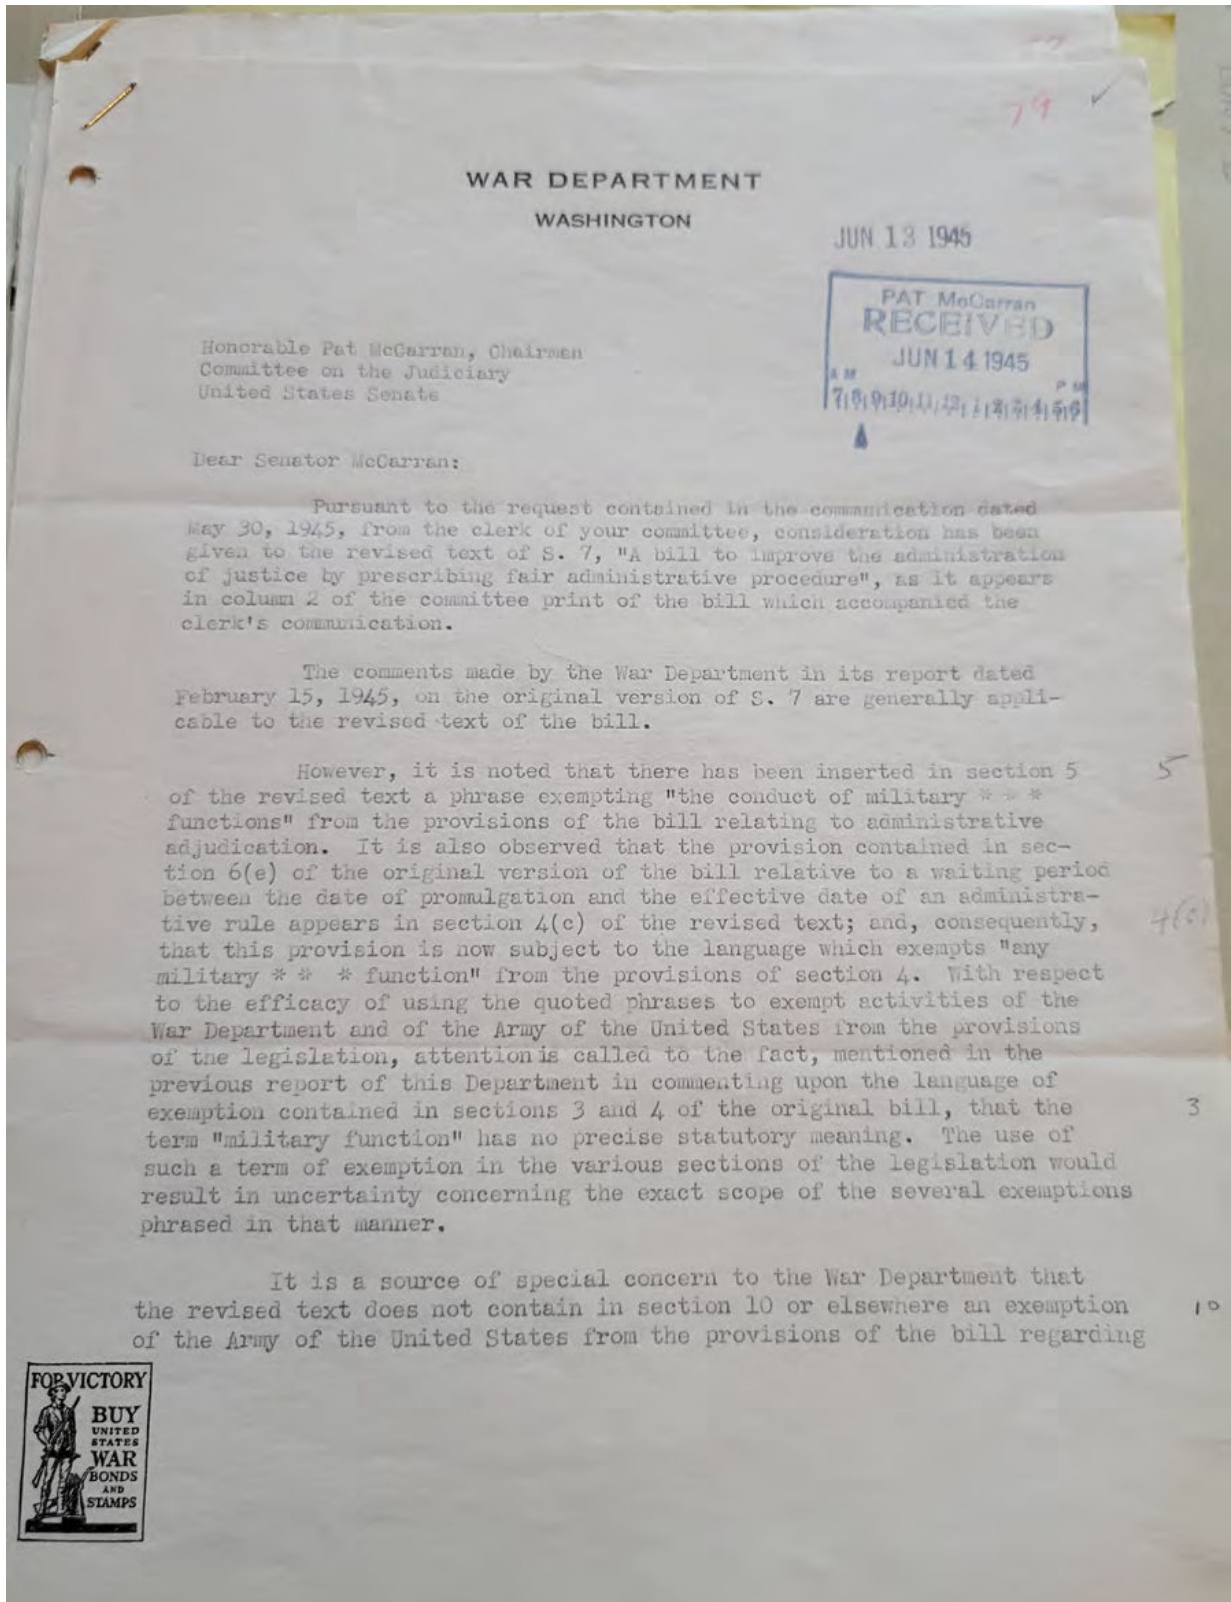 79 ✓
WAR DEPARTMENT
WASHINGTON
JUN 13 1945
PAT McCarran
RECEIVED
JUN 14 1945
A M
P M
7|8|9|10|11|12|1|2|3|4|5|6
Honorable Pat McCarran, Chairman
Committee on the Judiciary
United States Senate
Dear Senator McCarran:
Pursuant to the request contained in the communication dated
May 30, 1945, from the clerk of your committee, consideration has been
given to the revised text of S. 7, "A bill to improve the administration
of justice by prescribing fair administrative procedure", as it appears
in column 2 of the committee print of the bill which accompanied the
clerk's communication.
The comments made by the War Department in its report dated
February 15, 1945, on the original version of S. 7 are generally appli-
cable to the revised text of the bill.
However, it is noted that there has been inserted in section 5
5
of the revised text a phrase exempting "the conduct of military * * *
functions" from the provisions of the bill relating to administrative
adjudication. It is also observed that the provision contained in sec-
tion 6(e) of the original version of the bill relative to a waiting period
between the date of promulgation and the effective date of an administra-
tive rule appears in section 4(c) of the revised text; and, consequently,
4(c)
that this provision is now subject to the language which exempts "any
military * * * function" from the provisions of section 4. With respect
to the efficacy of using the quoted phrases to exempt activities of the
War Department and of the Army of the United States from the provisions
of the legislation, attention is called to the fact, mentioned in the
previous report of this Department in commenting upon the language of
exemption contained in sections 3 and 4 of the original bill, that the
3
term "military function" has no precise statutory meaning. The use of
such a term of exemption in the various sections of the legislation would
result in uncertainty concerning the exact scope of the several exemptions
phrased in that manner.
It is a source of special concern to the War Department that
the revised text does not contain in section 10 or elsewhere an exemption
10
of the Army of the United States from the provisions of the bill regarding
FOR VICTORY
BUY
UNITED
STATES
WAR
BONDS
AND
STAMPS